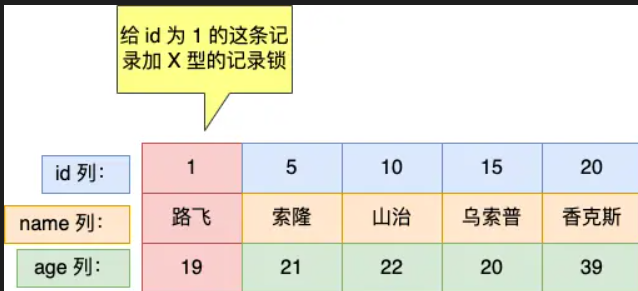 给 id 为 1 的这条记
录加 X 型的记录锁
id 列： 1 5 10 15 20
name 列： 路飞 索隆 山治 乌索普 香克斯
age 列： 19 21 22 20 39